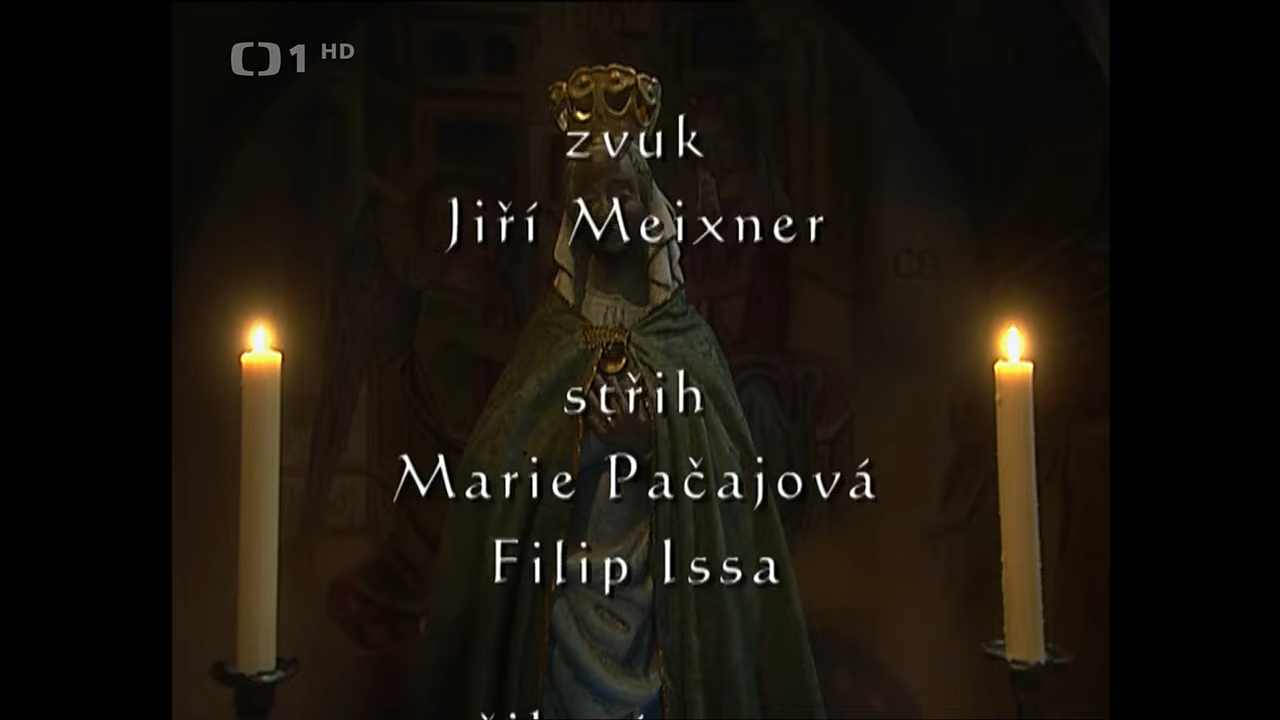 ČT1 HD
zvuk
Jiří Meixner
střih
Marie Pačajová
Filip Issa